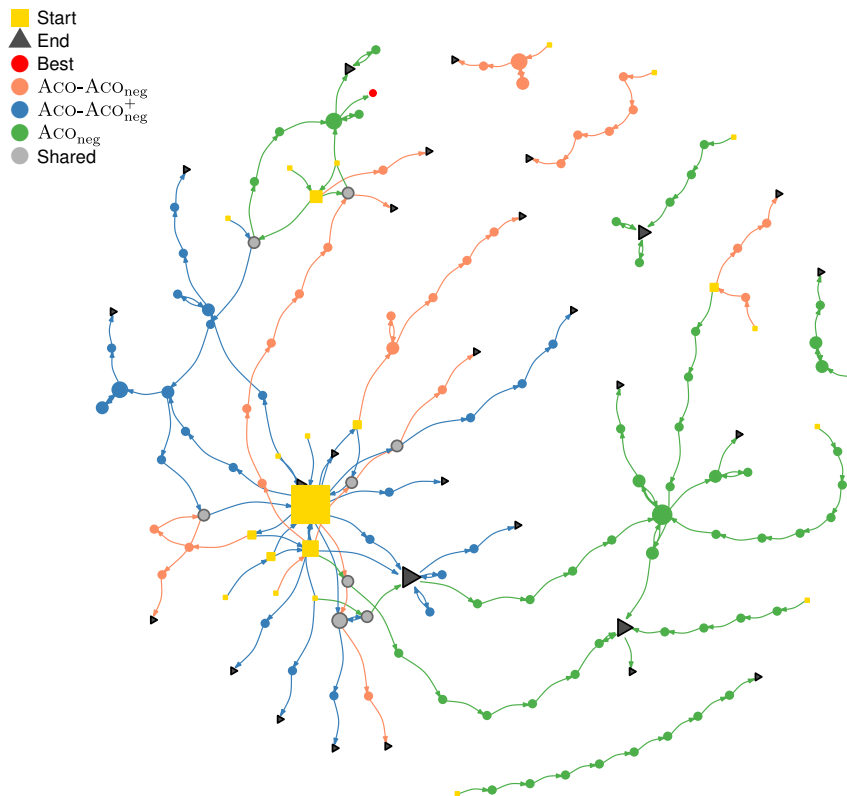 Start
End
Best
ACO-ACO_neg
ACO-ACO^+_neg
ACO_neg
Shared